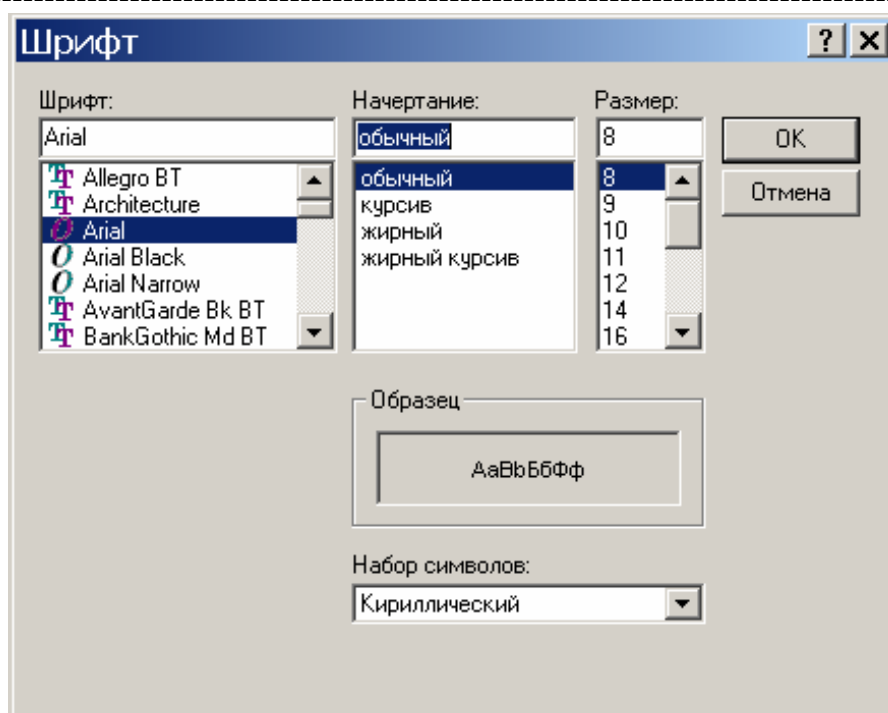 Шрифт
Шрифт:
Начертание:
Размер:
Arial
обычный
8
OK
Отмена
Allegro BT
Architecture
Arial
Arial Black
Arial Narrow
AvantGarde Bk BT
BankGothic Md BT
обычный
курсив
жирный
жирный курсив
8
9
10
11
12
14
16
Образец
АаВbБбФф
Набор символов:
Кириллический